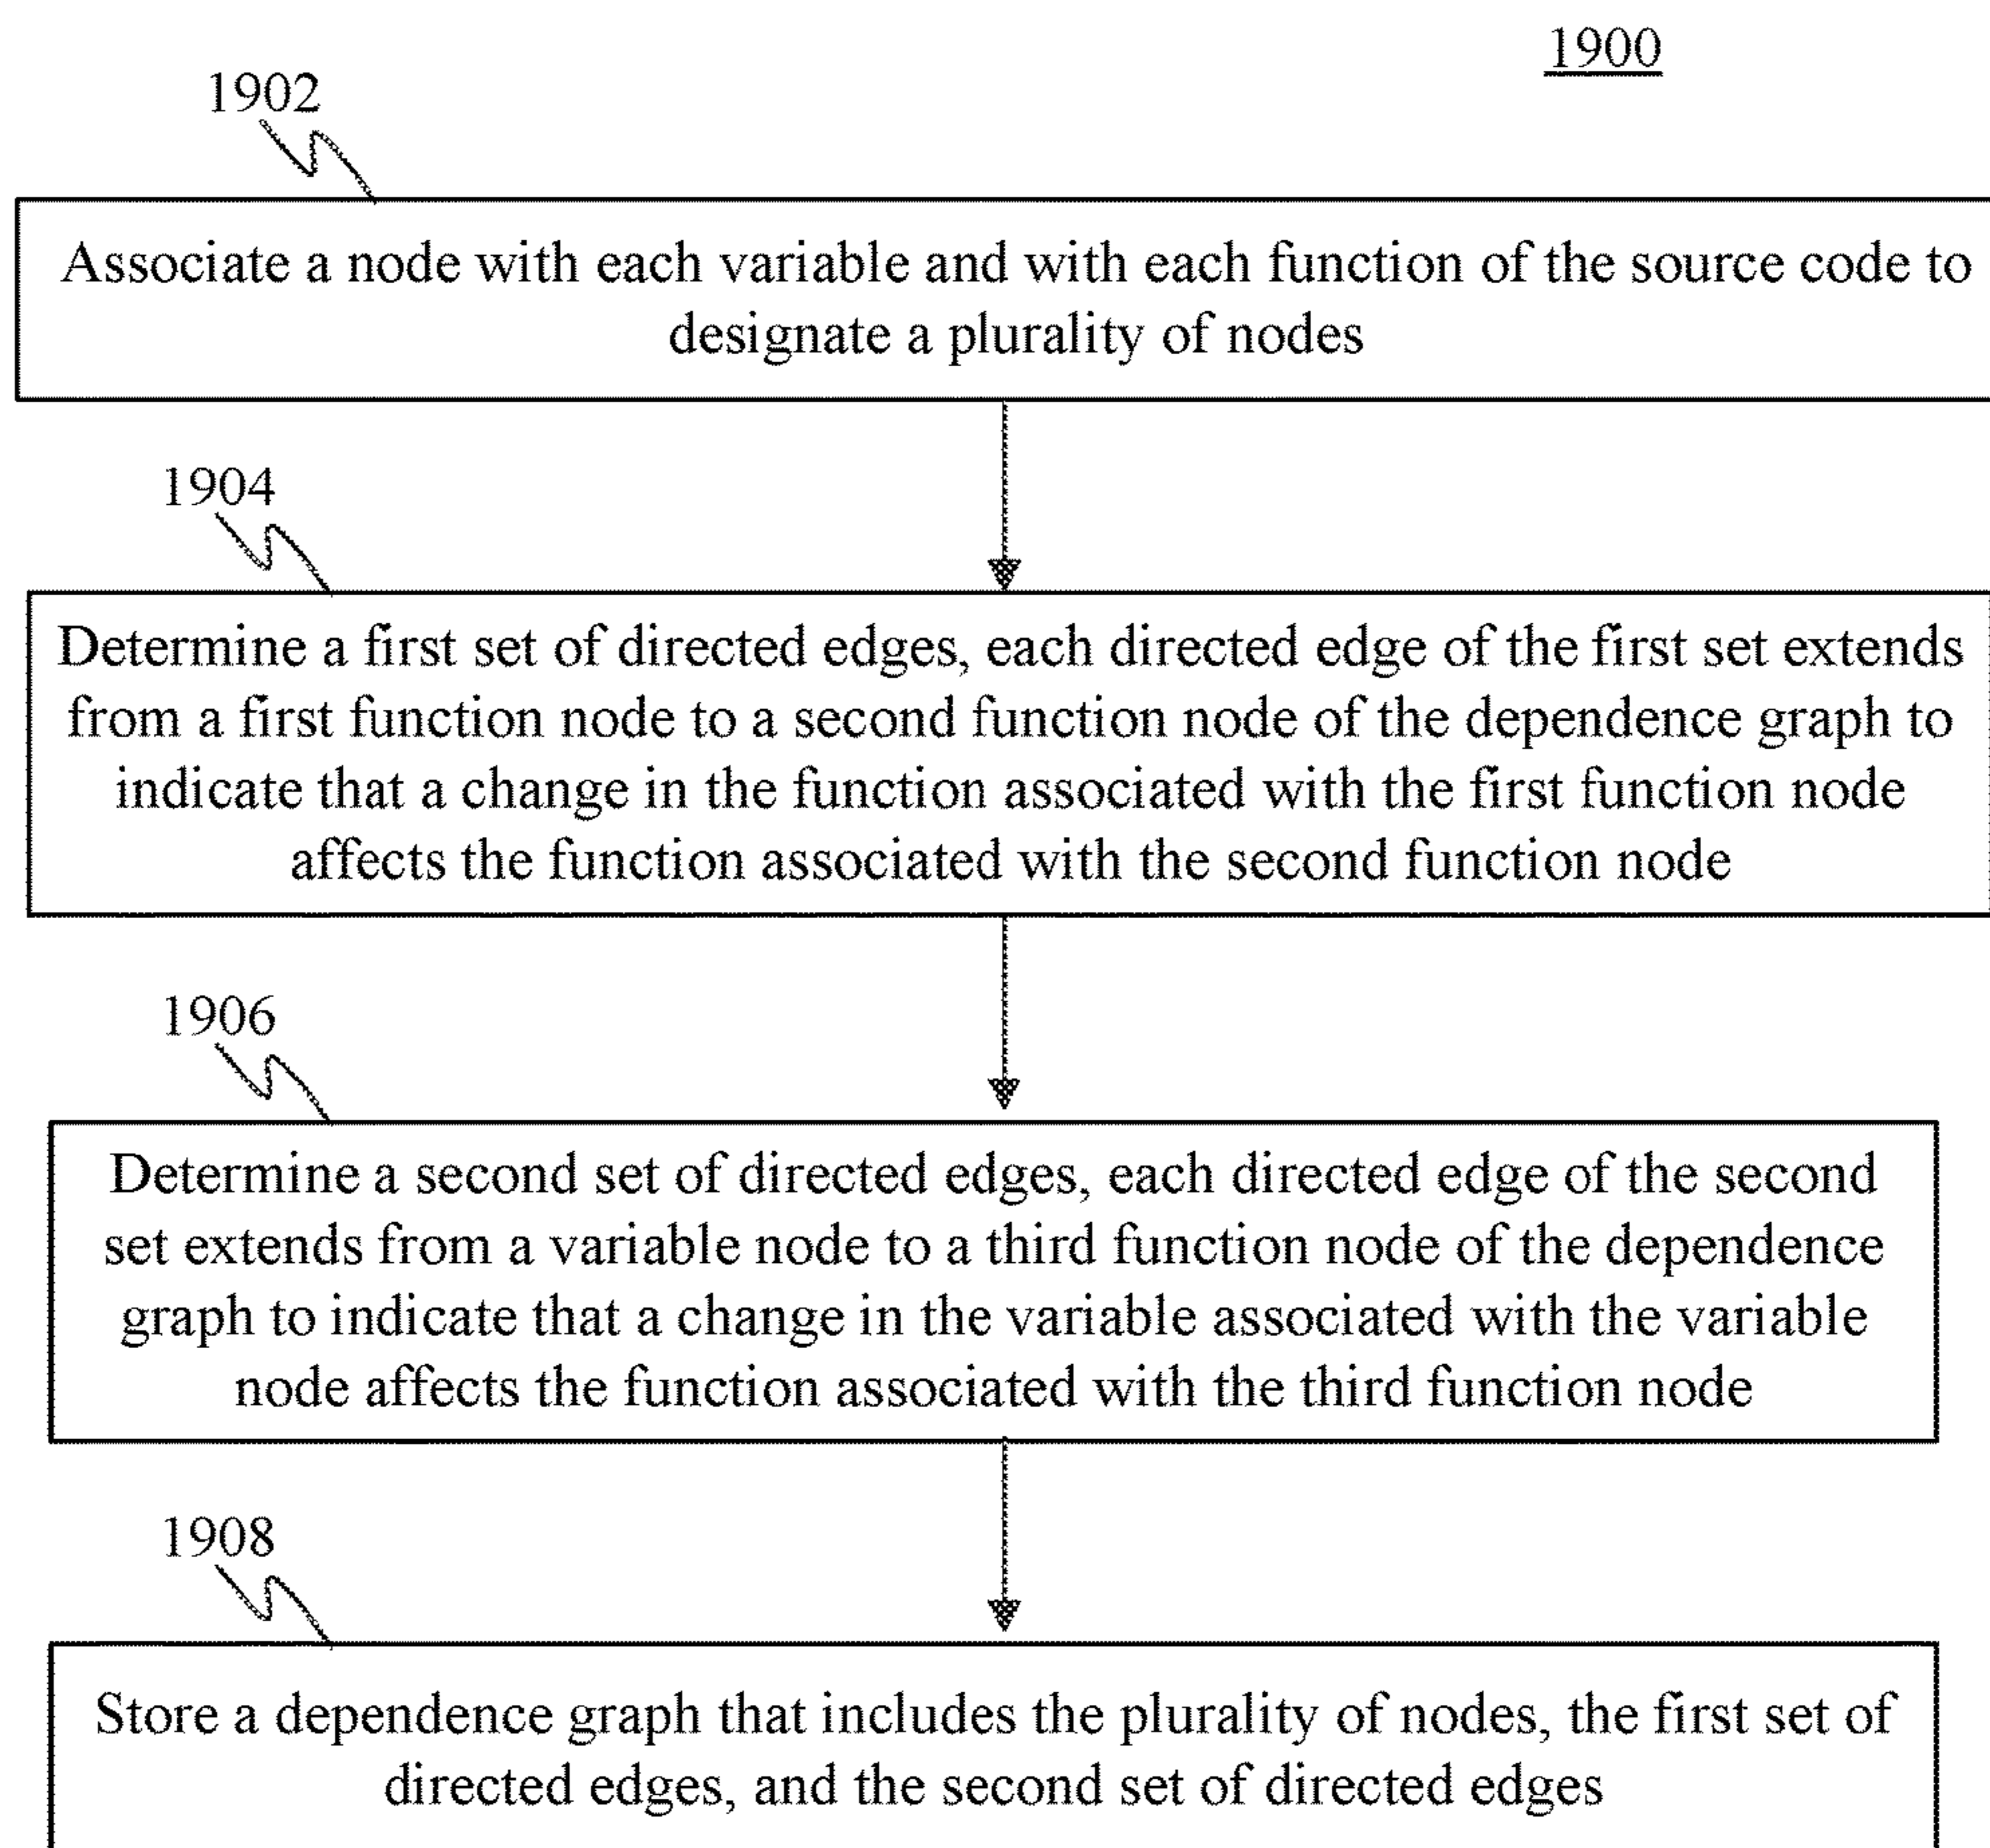 1900
1902
Associate a node with each variable and with each function of the source code to
designate a plurality of nodes
1904
Determine a first set of directed edges, each directed edge of the first set extends
from a first function node to a second function node of the dependence graph to
indicate that a change in the function associated with the first function node
affects the function associated with the second function node
1906
Determine a second set of directed edges, each directed edge of the second
set extends from a variable node to a third function node of the dependence
graph to indicate that a change in the variable associated with the variable
node affects the function associated with the third function node
1908
Store a dependence graph that includes the plurality of nodes, the first set of
directed edges, and the second set of directed edges